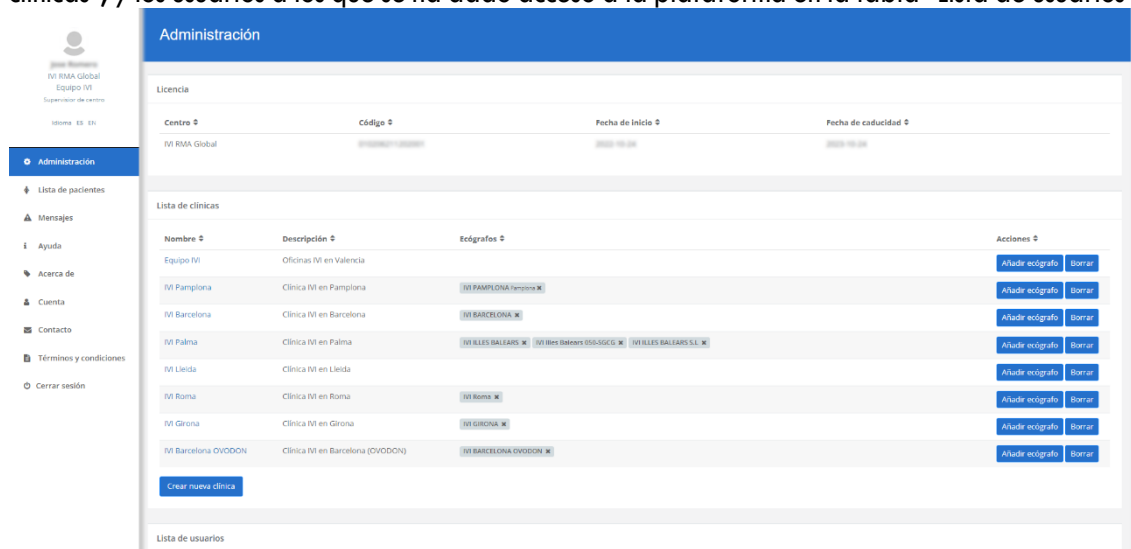 clínicas"; y los usuarios a los que se ha dado acceso a la plataforma en la tabla "Lista de usuarios"
Administración
IVI RMA Global
Equipo IVI
Supervisor de centro
Idioma ES EN
Administración
Lista de pacientes
Mensajes
Ayuda
Acerca de
Cuenta
Contacto
Términos y condiciones
Cerrar sesión
Licencia
Centro Código Fecha de inicio Fecha de caducidad
IVI RMA Global
Lista de clínicas
Nombre Descripción Ecógrafos Acciones
Equipo IVI Oficinas IVI en Valencia Añadir ecógrafo Borrar
IVI Pamplona Clínica IVI en Pamplona IVI PAMPLONA Pamplona Añadir ecógrafo Borrar
IVI Barcelona Clínica IVI en Barcelona IVI BARCELONA Añadir ecógrafo Borrar
IVI Palma Clínica IVI en Palma IVI ILLES BALEARS IVI Illes Balears 050-SGCG IVI ILLES BALEARS S.L Añadir ecógrafo Borrar
IVI Lleida Clínica IVI en Lleida Añadir ecógrafo Borrar
IVI Roma Clínica IVI en Roma IVI Roma Añadir ecógrafo Borrar
IVI Girona Clínica IVI en Girona IVI GIRONA Añadir ecógrafo Borrar
IVI Barcelona OVODON Clínica IVI en Barcelona (OVODON) IVI BARCELONA OVODON Añadir ecógrafo Borrar
Crear nueva clínica
Lista de usuarios